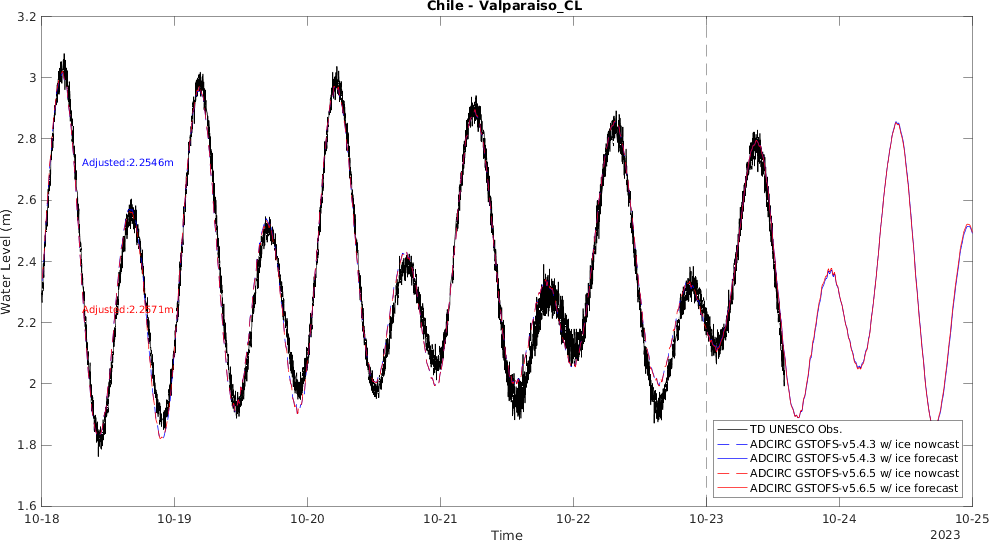 Chile - Valparaiso_CL
3.2
3
2.8
2.6
2.4
2.2
2
1.8
1.6
Water Level (m)
Adjusted:2.2546m
Adjusted:2.2671m
TD UNESCO Obs.
ADCIRC GSTOFS-v5.4.3 w/ ice nowcast
ADCIRC GSTOFS-v5.4.3 w/ ice forecast
ADCIRC GSTOFS-v5.6.5 w/ ice nowcast
ADCIRC GSTOFS-v5.6.5 w/ ice forecast
10-18 10-19 10-20 10-21 10-22 10-23 10-24 10-25
Time
2023